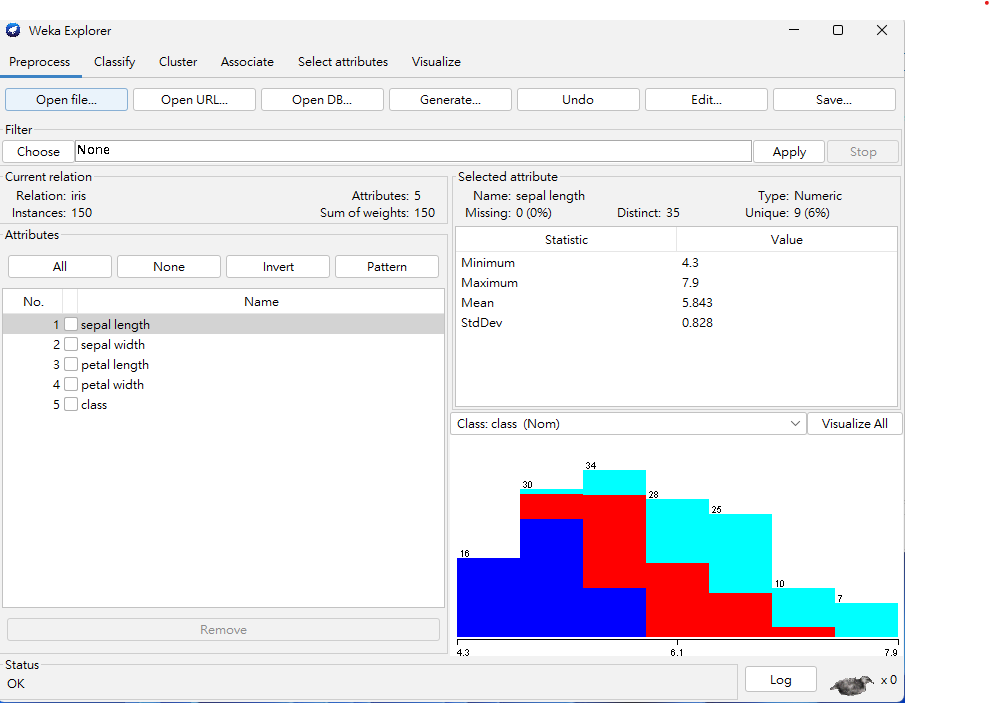 Weka Explorer
Preprocess Classify Cluster Associate Select attributes Visualize
Open file... Open URL... Open DB... Generate... Undo Edit... Save...
Filter
Choose None Apply Stop
Current relation
Relation: iris Attributes: 5
Instances: 150 Sum of weights: 150
Attributes
All None Invert Pattern
No. Name
1 sepal length
2 sepal width
3 petal length
4 petal width
5 class
Remove
Selected attribute
Name: sepal length Type: Numeric
Missing: 0 (0%) Distinct: 35 Unique: 9 (6%)
Statistic Value
Minimum 4.3
Maximum 7.9
Mean 5.843
StdDev 0.828
Class: class (Nom) Visualize All
16 30 34 28 25 10 7
4.3 6.1 7.9
Status
OK
Log x 0